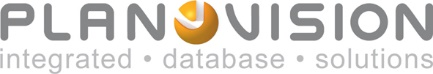 PLANOVISION
integrated • database • solutions